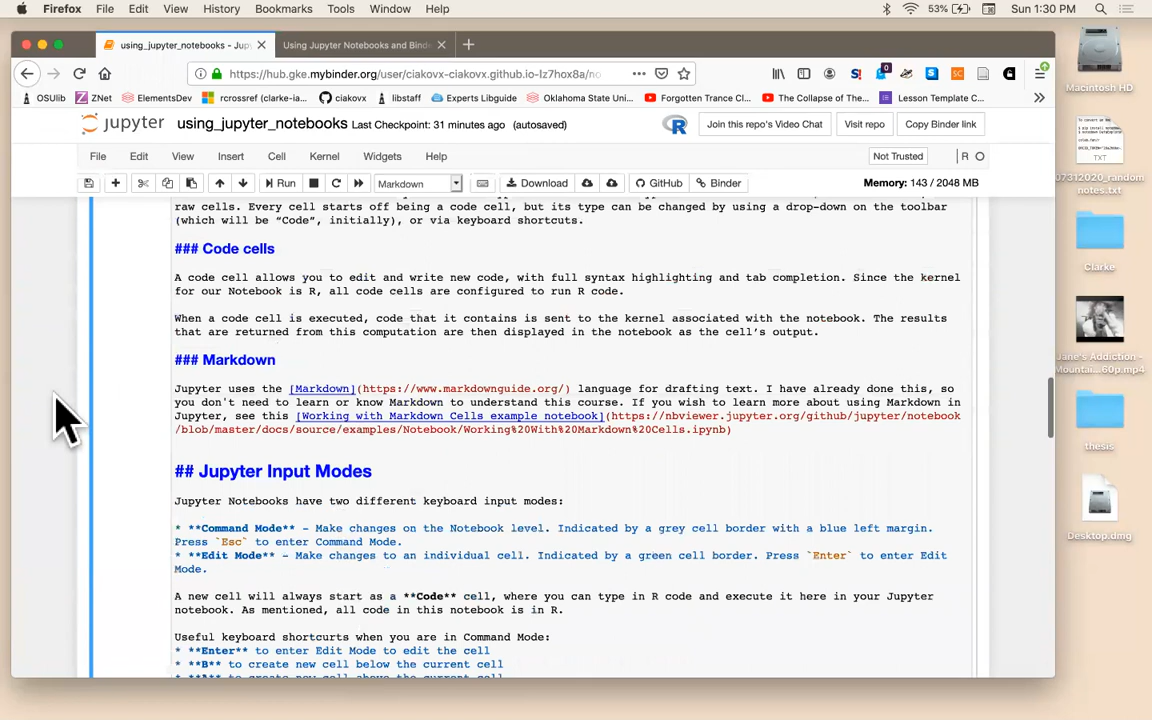 Firefox File Edit View History Bookmarks Tools Window Help 53% Sun 1:30 PM
using_jupyter_notebooks - Jup Using Jupyter Notebooks and Bind
https://hub.gke.mybinder.org/user/ciakovx-ciakovx.github.io-lz7hox8a/no
OSUlib ZNet ElementsDev rcrossref (clarke-ia... ciakovx libstaff Experts Libguide Oklahoma State Uni... Forgotten Trance Cl... The Collapse of The... Lesson Template C...
jupyter using_jupyter_notebooks Last Checkpoint: 31 minutes ago (autosaved) R Join this repo's Video Chat Visit repo Copy Binder link
File Edit View Insert Cell Kernel Widgets Help Not Trusted R
Run Markdown Download GitHub Binder Memory: 143 / 2048 MB
raw cells. Every cell starts off being a code cell, but its type can be changed by using a drop-down on the toolbar
(which will be “Code”, initially), or via keyboard shortcuts.
### Code cells
A code cell allows you to edit and write new code, with full syntax highlighting and tab completion. Since the kernel
for our Notebook is R, all code cells are configured to run R code.
When a code cell is executed, code that it contains is sent to the kernel associated with the notebook. The results
that are returned from this computation are then displayed in the notebook as the cell’s output.
### Markdown
Jupyter uses the [Markdown](https://www.markdownguide.org/) language for drafting text. I have already done this, so
you don't need to learn or know Markdown to understand this course. If you wish to learn more about using Markdown in
Jupyter, see this [Working with Markdown Cells example notebook](https://nbviewer.jupyter.org/github/jupyter/notebook
/blob/master/docs/source/examples/Notebook/Working%20With%20Markdown%20Cells.ipynb)
## Jupyter Input Modes
Jupyter Notebooks have two different keyboard input modes:
* **Command Mode** - Make changes on the Notebook level. Indicated by a grey cell border with a blue left margin.
Press `Esc` to enter Command Mode.
* **Edit Mode** - Make changes to an individual cell. Indicated by a green cell border. Press `Enter` to enter Edit
Mode.
A new cell will always start as a **Code** cell, where you can type in R code and execute it here in your Jupyter
notebook. As mentioned, all code in this notebook is in R.
Useful keyboard shortcurts when you are in Command Mode:
* **Enter** to enter Edit Mode to edit the cell
* **B** to create new cell below the current cell
Macintosh HD
TXT
07312020_random
notes.txt
Clarke
Jane's Addiction -
Mountai...60p.mp4
thesis
Desktop.dmg